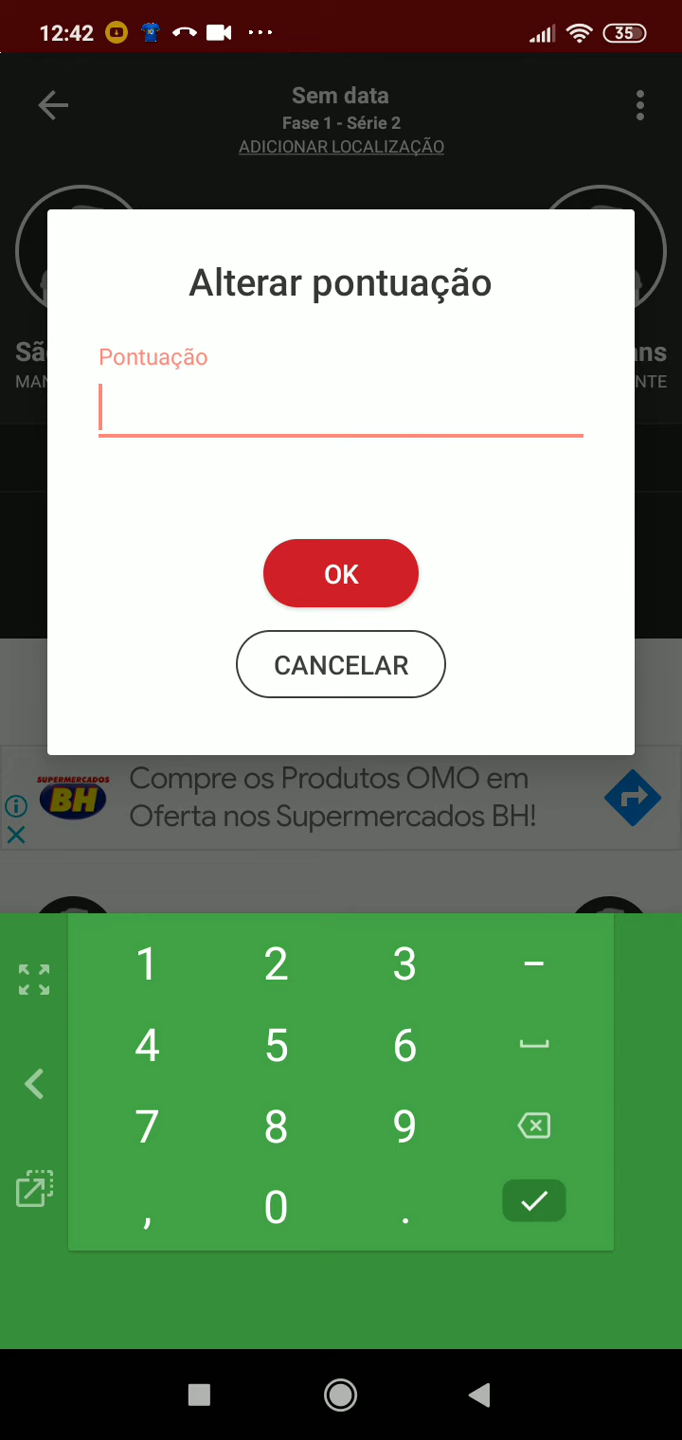 12:42
35
Sem data
Fase 1 - Série 2
ADICIONAR LOCALIZAÇÃO
Alterar pontuação
Pontuação
OK
CANCELAR
SUPERMERCADOS
BH
Compre os Produtos OMO em
Oferta nos Supermercados BH!
1 2 3 –
4 5 6
7 8 9
, 0 .